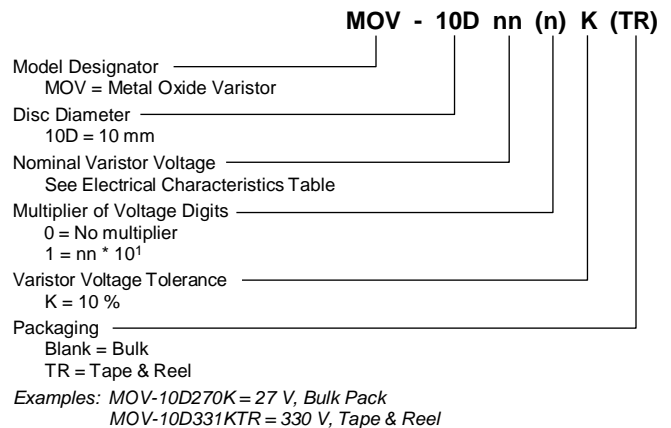 MOV - 10D nn (n) K (TR)
Model Designator
MOV = Metal Oxide Varistor
Disc Diameter
10D = 10 mm
Nominal Varistor Voltage
See Electrical Characteristics Table
Multiplier of Voltage Digits
0 = No multiplier
1 = nn * 10¹
Varistor Voltage Tolerance
K = 10 %
Packaging
Blank = Bulk
TR = Tape & Reel
Examples: MOV-10D270K = 27 V, Bulk Pack
MOV-10D331KTR = 330 V, Tape & Reel